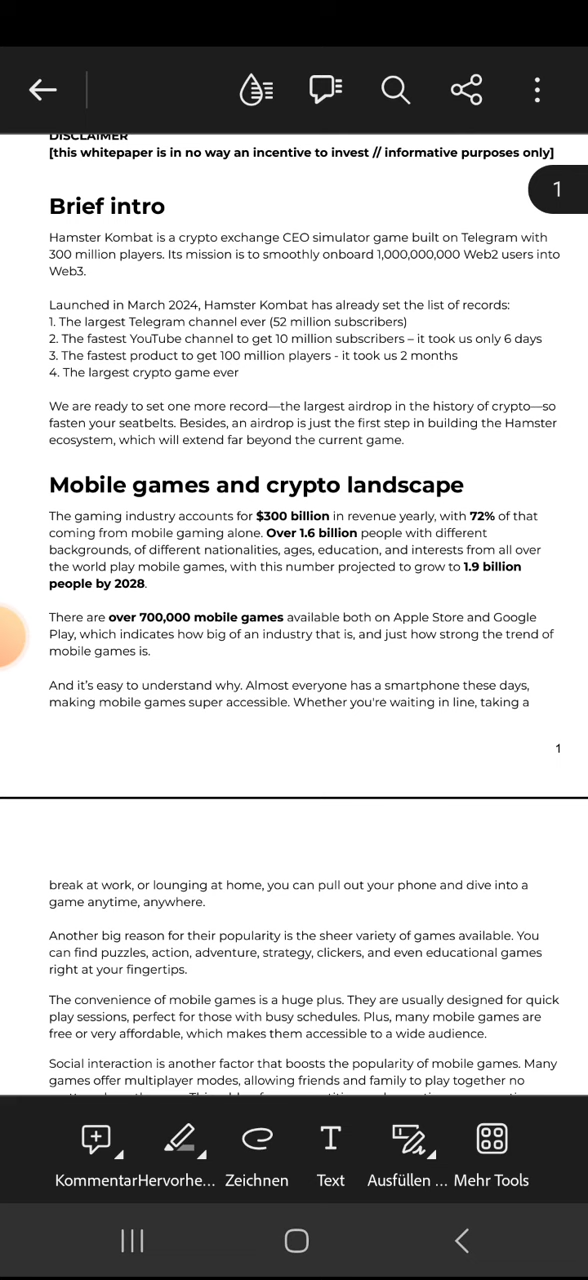 DISCLAIMER
[this whitepaper is in no way an incentive to invest // informative purposes only]
1
Brief intro
Hamster Kombat is a crypto exchange CEO simulator game built on Telegram with
300 million players. Its mission is to smoothly onboard 1,000,000,000 Web2 users into
Web3.
Launched in March 2024, Hamster Kombat has already set the list of records:
1. The largest Telegram channel ever (52 million subscribers)
2. The fastest YouTube channel to get 10 million subscribers – it took us only 6 days
3. The fastest product to get 100 million players - it took us 2 months
4. The largest crypto game ever
We are ready to set one more record—the largest airdrop in the history of crypto—so
fasten your seatbelts. Besides, an airdrop is just the first step in building the Hamster
ecosystem, which will extend far beyond the current game.
Mobile games and crypto landscape
The gaming industry accounts for $300 billion in revenue yearly, with 72% of that
coming from mobile gaming alone. Over 1.6 billion people with different
backgrounds, of different nationalities, ages, education, and interests from all over
the world play mobile games, with this number projected to grow to 1.9 billion
people by 2028.
There are over 700,000 mobile games available both on Apple Store and Google
Play, which indicates how big of an industry that is, and just how strong the trend of
mobile games is.
And it's easy to understand why. Almost everyone has a smartphone these days,
making mobile games super accessible. Whether you're waiting in line, taking a
1
break at work, or lounging at home, you can pull out your phone and dive into a
game anytime, anywhere.
Another big reason for their popularity is the sheer variety of games available. You
can find puzzles, action, adventure, strategy, clickers, and even educational games
right at your fingertips.
The convenience of mobile games is a huge plus. They are usually designed for quick
play sessions, perfect for those with busy schedules. Plus, many mobile games are
free or very affordable, which makes them accessible to a wide audience.
Social interaction is another factor that boosts the popularity of mobile games. Many
games offer multiplayer modes, allowing friends and family to play together no
Kommentar Hervorhe... Zeichnen Text Ausfüllen ... Mehr Tools